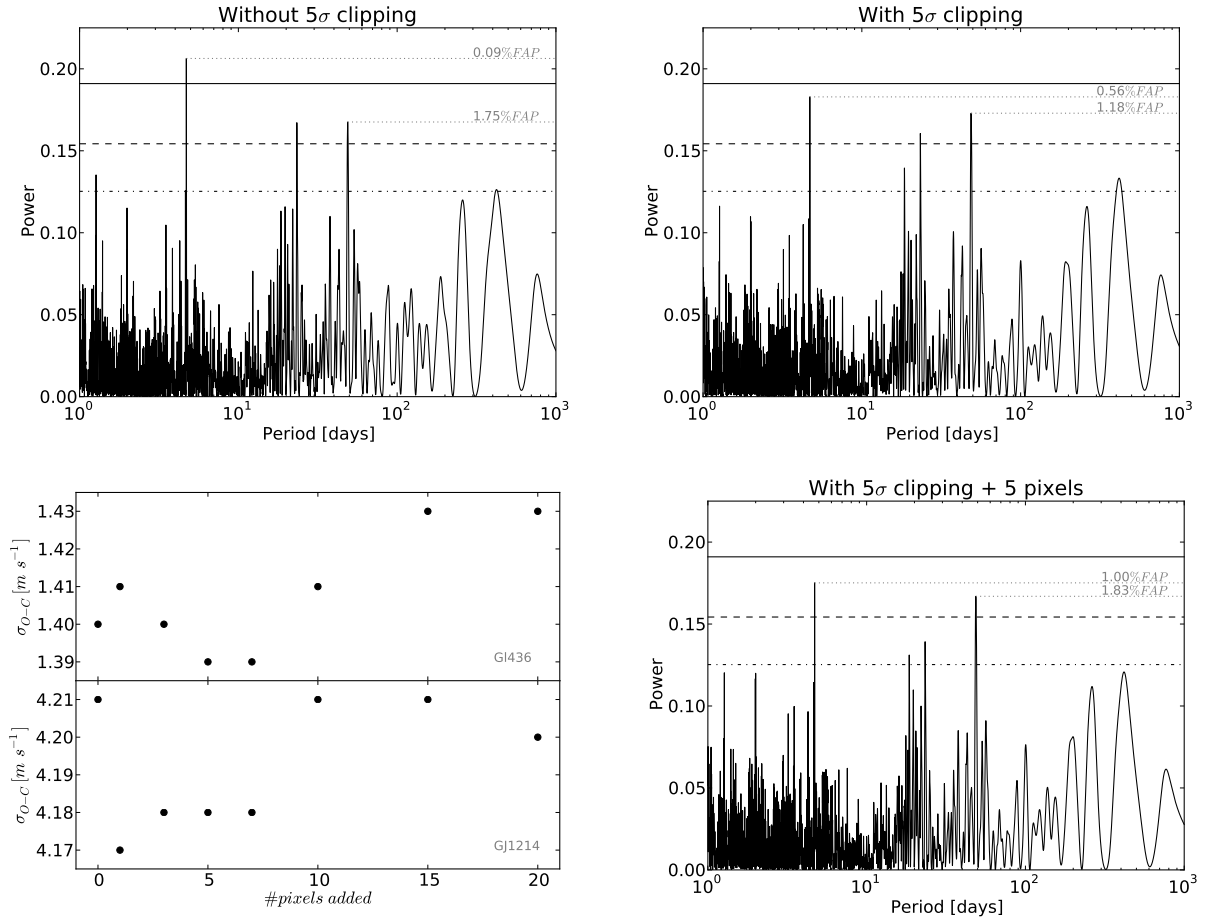 Without 5σ clipping
0.09%FAP
1.75%FAP
0.20
0.15
0.10
0.05
0.00
Power
10^0 10^1 10^2 10^3
Period [days]
With 5σ clipping
0.56%FAP
1.18%FAP
0.20
0.15
0.10
0.05
0.00
Power
10^0 10^1 10^2 10^3
Period [days]
1.43
1.42
1.41
1.40
1.39
σ_{O−C} [m s^{−1}]
Gl436
4.21
4.20
4.19
4.18
4.17
σ_{O−C} [m s^{−1}]
GJ1214
0 5 10 15 20
#pixels added
With 5σ clipping + 5 pixels
1.00%FAP
1.83%FAP
0.20
0.15
0.10
0.05
0.00
Power
10^0 10^1 10^2 10^3
Period [days]